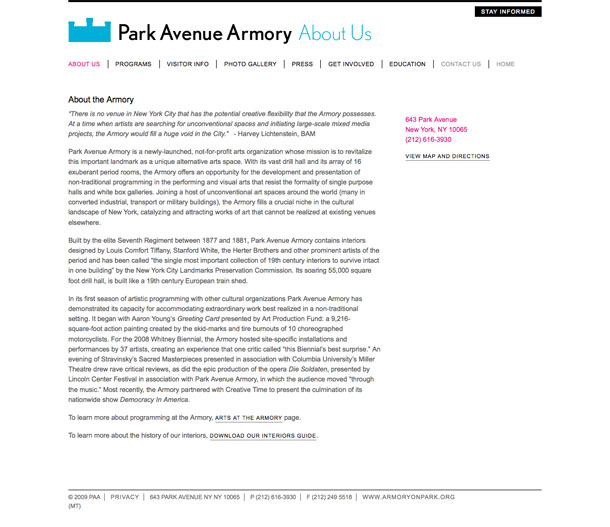 STAY INFORMED
Park Avenue Armory About Us
ABOUT US | PROGRAMS | VISITOR INFO | PHOTO GALLERY | PRESS | GET INVOLVED | EDUCATION | CONTACT US | HOME
About the Armory
"There is no venue in New York City that has the potential creative flexibility that the Armory possesses.
At a time when artists are searching for unconventional spaces and initiating large-scale mixed media
projects, the Armory would fill a huge void in the City." - Harvey Lichtenstein, BAM
Park Avenue Armory is a newly-launched, not-for-profit arts organization whose mission is to revitalize
this important landmark as a unique alternative arts space. With its vast drill hall and its array of 16
exuberant period rooms, the Armory offers an opportunity for the development and presentation of
non-traditional programming in the performing and visual arts that resist the formality of single purpose
halls and white box galleries. Joining a host of unconventional art spaces around the world (many in
converted industrial, transport or military buildings), the Armory fills a crucial niche in the cultural
landscape of New York, catalyzing and attracting works of art that cannot be realized at existing venues
elsewhere.
Built by the elite Seventh Regiment between 1877 and 1881, Park Avenue Armory contains interiors
designed by Louis Comfort Tiffany, Stanford White, the Herter Brothers and other prominent artists of the
period and has been called "the single most important collection of 19th century interiors to survive intact
in one building" by the New York City Landmarks Preservation Commission. Its soaring 55,000 square
foot drill hall, is built like a 19th century European train shed.
In its first season of artistic programming with other cultural organizations Park Avenue Armory has
demonstrated its capacity for accommodating extraordinary work best realized in a non-traditional
setting. It began with Aaron Young's Greeting Card presented by Art Production Fund: a 9,216-
square-foot action painting created by the skid-marks and tire burnouts of 10 choreographed
motorcyclists. For the 2008 Whitney Biennial, the Armory hosted site-specific installations and
performances by 37 artists, creating an experience that one critic called "this Biennial's best surprise." An
evening of Stravinsky's Sacred Masterpieces presented in association with Columbia University's Miller
Theatre drew rave critical reviews, as did the epic production of the opera Die Soldaten, presented by
Lincoln Center Festival in association with Park Avenue Armory, in which the audience moved "through
the music." Most recently, the Armory partnered with Creative Time to present the culmination of its
nationwide show Democracy In America.
To learn more about programming at the Armory, ARTS AT THE ARMORY page.
To learn more about the history of our interiors, DOWNLOAD OUR INTERIORS GUIDE.
643 Park Avenue
New York, NY 10065
(212) 616-3930
VIEW MAP AND DIRECTIONS
© 2009 PAA | PRIVACY | 643 PARK AVENUE NY NY 10065 | P (212) 616-3930 | F (212) 249 5518 | WWW.ARMORYONPARK.ORG
(MT)